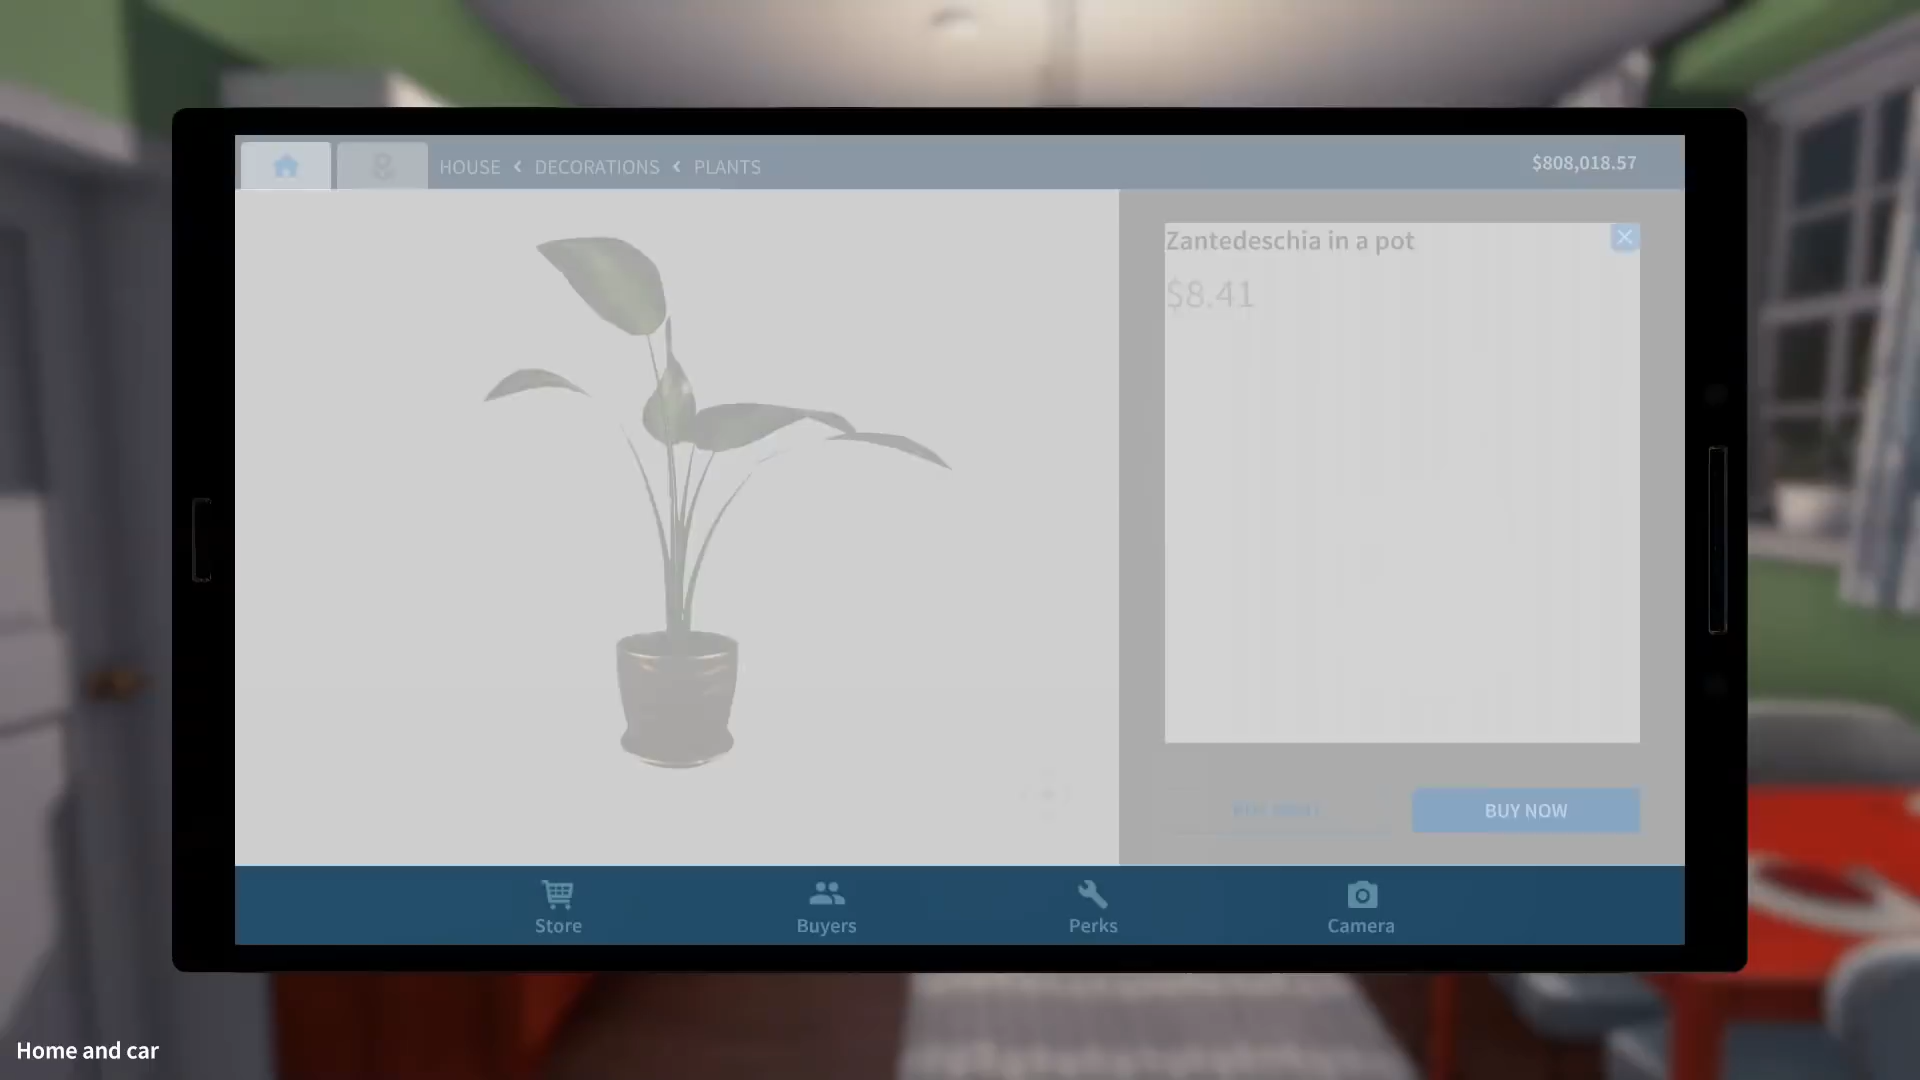 HOUSE < DECORATIONS < PLANTS
$808,018.57
Zantedeschia in a pot
$8.41
BUY NOW
Store
Buyers
Perks
Camera
Home and car